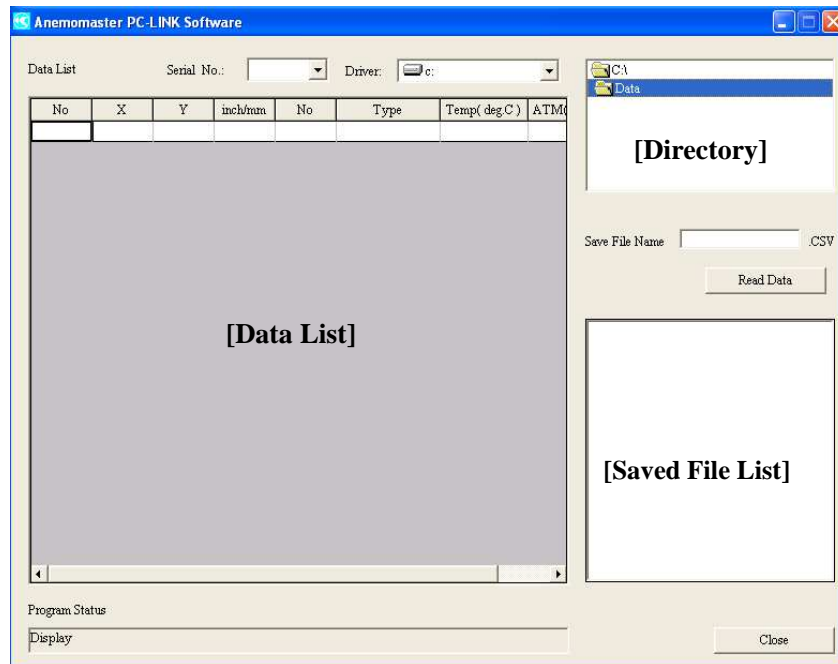 Anemomaster PC-LINK Software
Data List
Serial No.:
Driver:
c:
No X Y inch/mm No Type Temp( deg.C ) ATM(
[Data List]
C:\
Data
[Directory]
Save File Name
.CSV
Read Data
[Saved File List]
Program Status
Display
Close